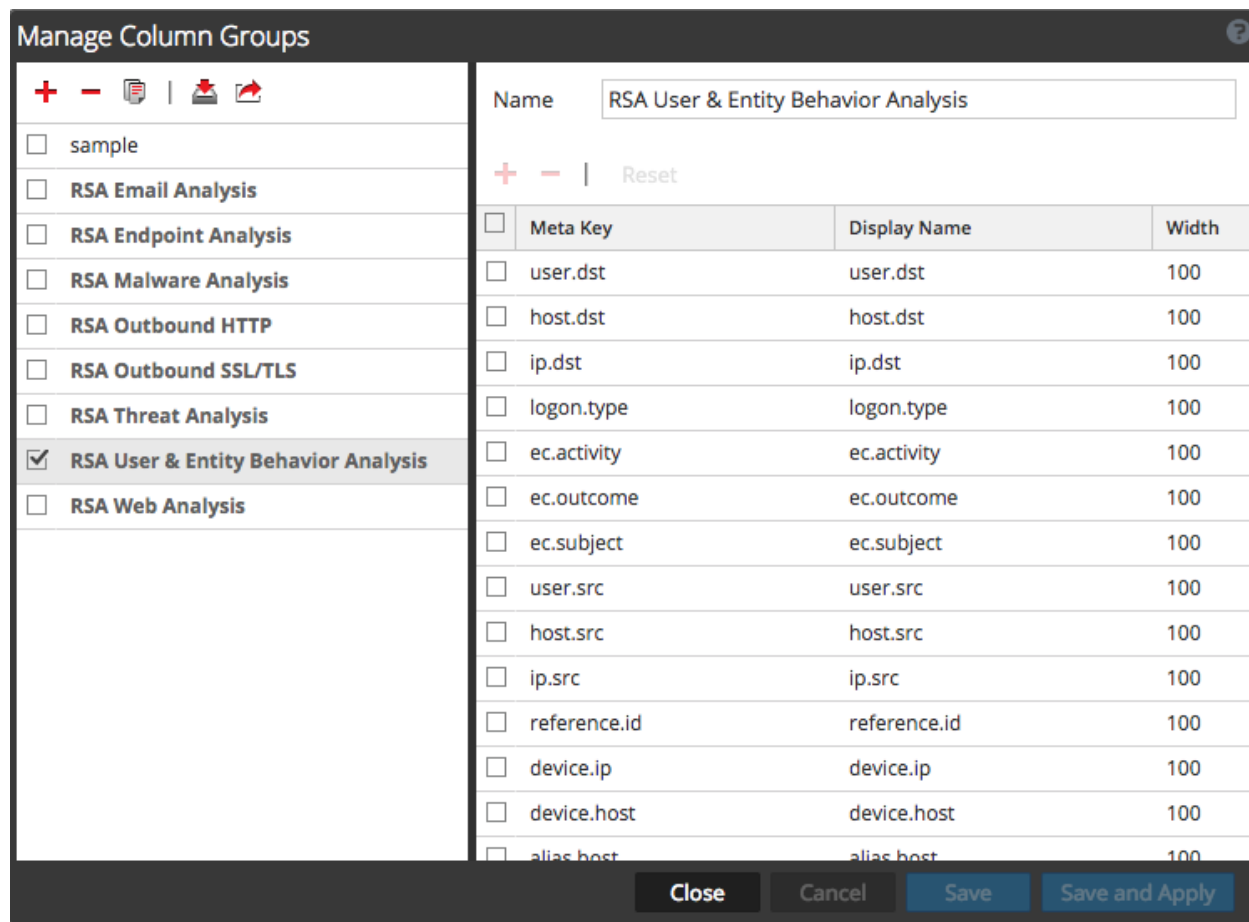 Manage Column Groups
sample
RSA Email Analysis
RSA Endpoint Analysis
RSA Malware Analysis
RSA Outbound HTTP
RSA Outbound SSL/TLS
RSA Threat Analysis
RSA User & Entity Behavior Analysis
RSA Web Analysis
Name RSA User & Entity Behavior Analysis
Reset
Meta Key Display Name Width
user.dst user.dst 100
host.dst host.dst 100
ip.dst ip.dst 100
logon.type logon.type 100
ec.activity ec.activity 100
ec.outcome ec.outcome 100
ec.subject ec.subject 100
user.src user.src 100
host.src host.src 100
ip.src ip.src 100
reference.id reference.id 100
device.ip device.ip 100
device.host device.host 100
alias.host alias.host 100
Close Cancel Save Save and Apply